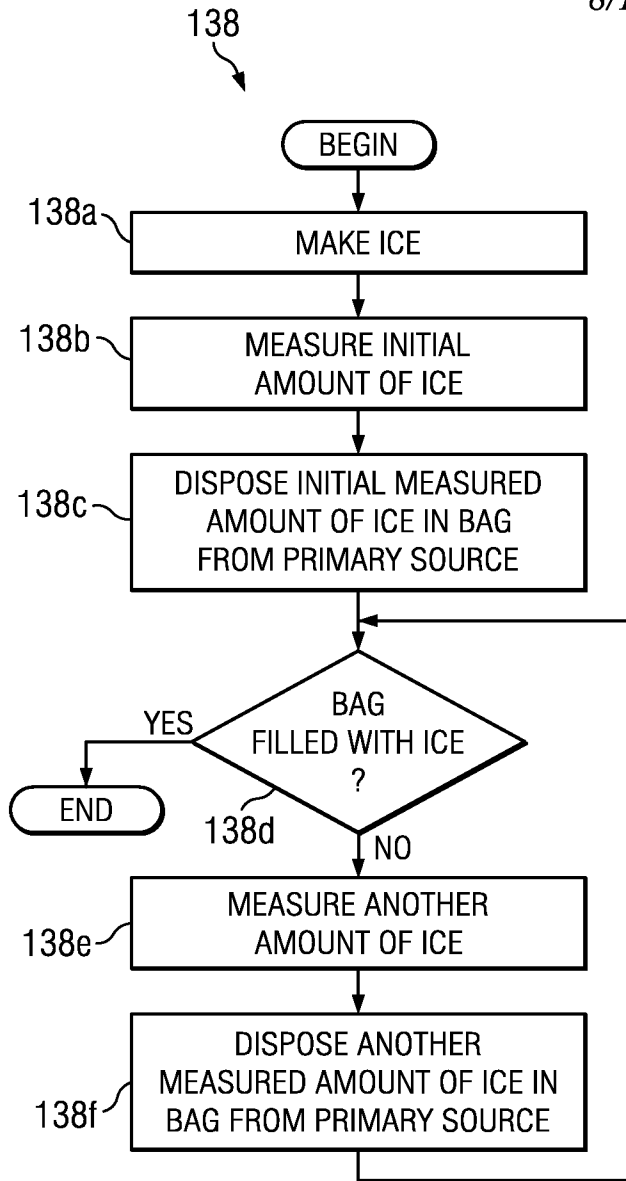 138
BEGIN
138a
MAKE ICE
138b
MEASURE INITIAL
AMOUNT OF ICE
138c
DISPOSE INITIAL MEASURED
AMOUNT OF ICE IN BAG
FROM PRIMARY SOURCE
BAG
YES
FILLED WITH ICE
?
END
138d
NO
MEASURE ANOTHER
AMOUNT OF ICE
138e
DISPOSE ANOTHER
MEASURED AMOUNT OF ICE IN
BAG FROM PRIMARY SOURCE
138f